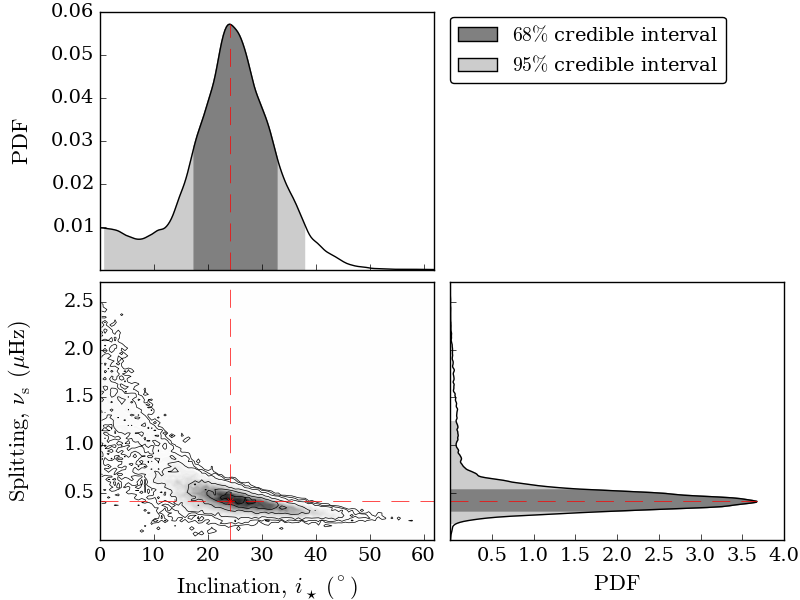 0.06
0.05
0.04
0.03
0.02
0.01
PDF
68% credible interval
95% credible interval
2.5
2.0
1.5
1.0
0.5
Splitting, νs (μHz)
0 10 20 30 40 50 60
Inclination, i⋆ (°)
0.5 1.0 1.5 2.0 2.5 3.0 3.5 4.0
PDF